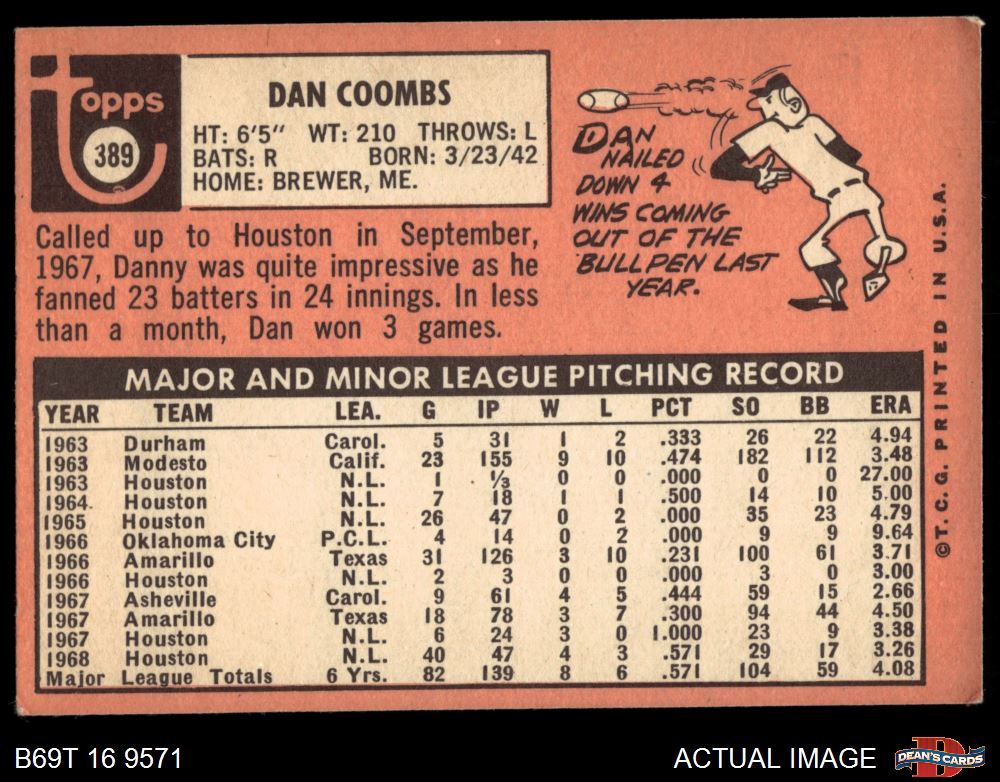 topps
389
DAN COOMBS
HT: 6'5" WT: 210 THROWS: L
BATS: R BORN: 3/23/42
HOME: BREWER, ME.
Called up to Houston in September,
1967, Danny was quite impressive as he
fanned 23 batters in 24 innings. In less
than a month, Dan won 3 games.
DAN
NAILED
DOWN 4
WINS COMING
OUT OF THE
BULLPEN LAST
YEAR.
MAJOR AND MINOR LEAGUE PITCHING RECORD
YEAR TEAM LEA. G IP W L PCT SO BB ERA
1963 Durham Carol. 5 31 1 2 .333 26 22 4.94
1963 Modesto Calif. 23 155 9 10 .474 182 112 3.48
1963 Houston N.L. 1 ⅓ 0 0 .000 0 0 27.00
1964 Houston N.L. 7 18 1 1 .500 14 10 5.00
1965 Houston N.L. 26 47 0 2 .000 35 23 4.79
1966 Oklahoma City P.C.L. 4 14 0 2 .000 9 9 9.64
1966 Amarillo Texas 31 126 3 10 .231 100 61 3.71
1966 Houston N.L. 2 3 0 0 .000 3 0 3.00
1967 Asheville Carol. 9 61 4 5 .444 59 15 2.66
1967 Amarillo Texas 18 78 3 7 .300 94 44 4.50
1967 Houston N.L. 6 24 3 0 1.000 23 9 3.38
1968 Houston N.L. 40 47 4 3 .571 29 17 3.26
Major League Totals 6 Yrs. 82 139 8 6 .571 104 59 4.08
©T.C.G. PRINTED IN U.S.A.
B69T 16 9571
ACTUAL IMAGE
D
DEAN'S CARDS